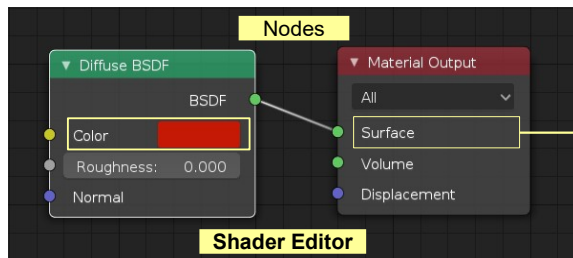 Nodes
Diffuse BSDF
BSDF
Color
Roughness: 0.000
Normal
Material Output
All
Surface
Volume
Displacement
Shader Editor